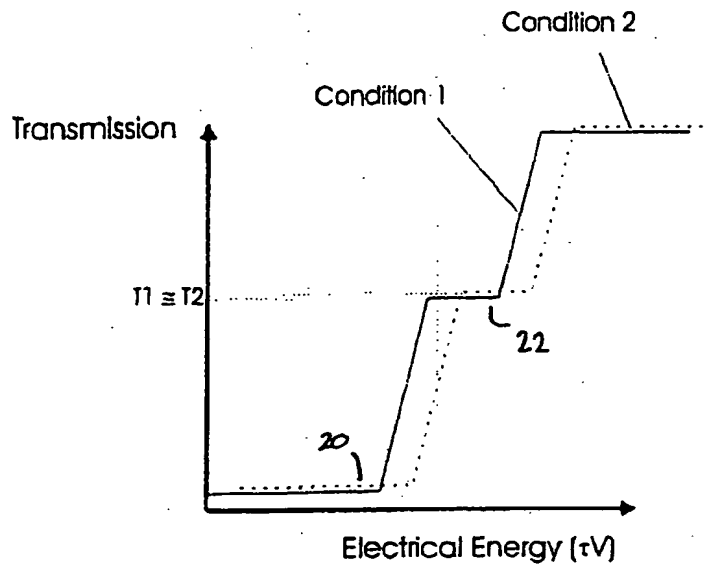 Condition 2
Condition 1
Transmission
T1 ≅ T2
22
20
Electrical Energy (τV)